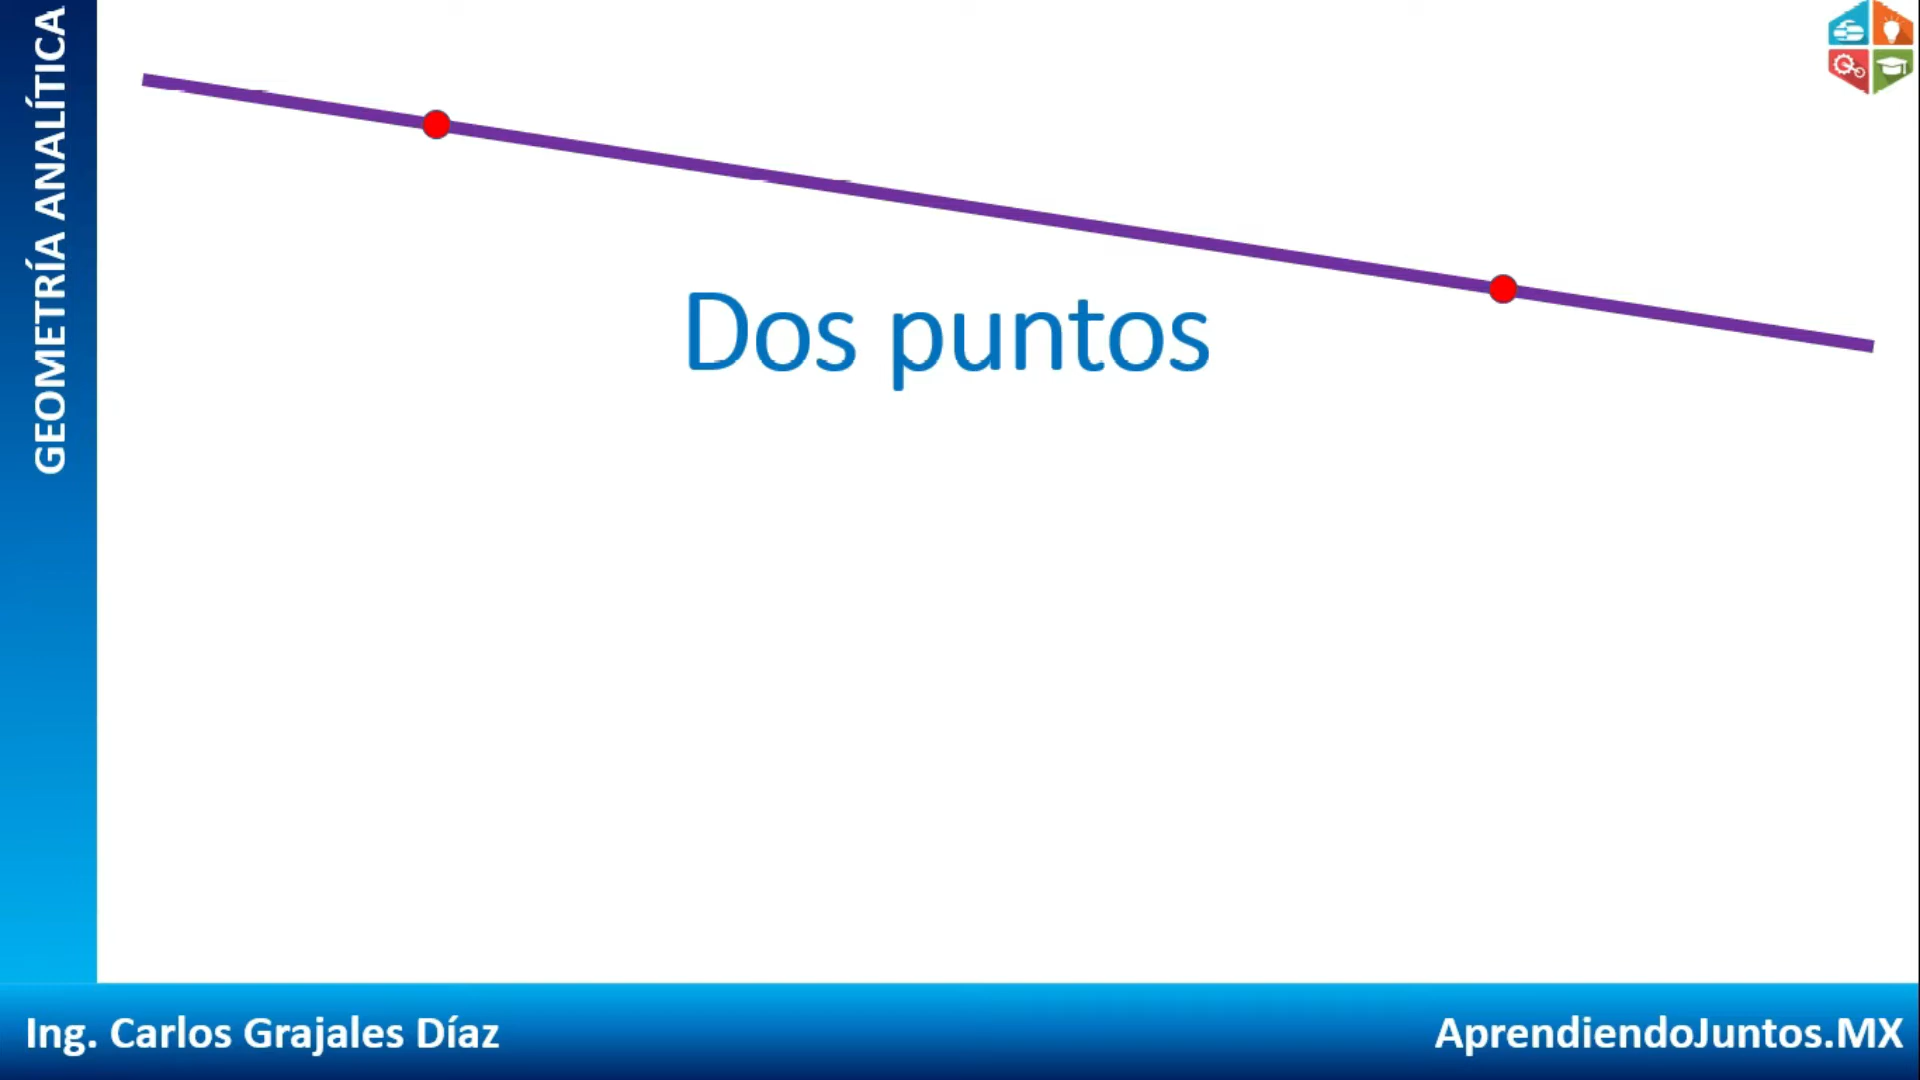 GEOMETRÍA ANALÍTICA
Dos puntos
Ing. Carlos Grajales Díaz
AprendiendoJuntos.MX